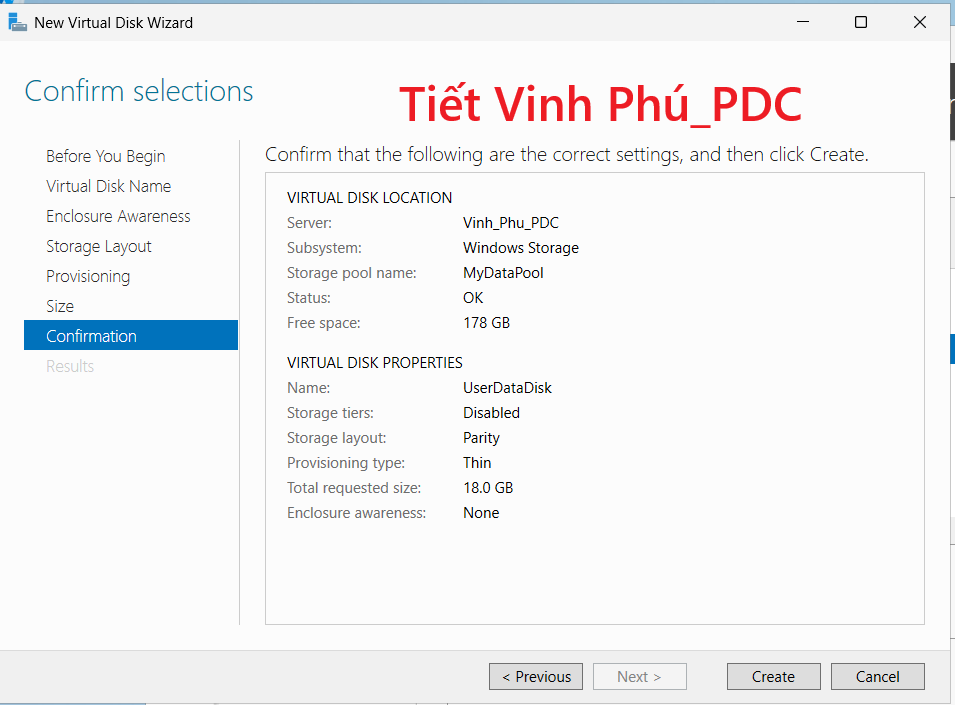 New Virtual Disk Wizard
Confirm selections
Tiết Vinh Phú_PDC
Before You Begin
Virtual Disk Name
Enclosure Awareness
Storage Layout
Provisioning
Size
Confirmation
Results
Confirm that the following are the correct settings, and then click Create.
VIRTUAL DISK LOCATION
Server: Vinh_Phu_PDC
Subsystem: Windows Storage
Storage pool name: MyDataPool
Status: OK
Free space: 178 GB
VIRTUAL DISK PROPERTIES
Name: UserDataDisk
Storage tiers: Disabled
Storage layout: Parity
Provisioning type: Thin
Total requested size: 18.0 GB
Enclosure awareness: None
< Previous Next > Create Cancel